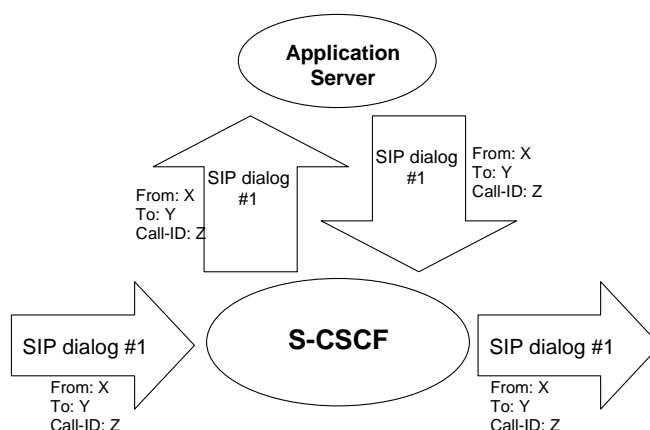 Application
Server
SIP dialog
#1
From: X
To: Y
Call-ID: Z
SIP dialog
#1
From: X
To: Y
Call-ID: Z
SIP dialog #1
From: X
To: Y
Call-ID: Z
S-CSCF
SIP dialog #1
From: X
To: Y
Call-ID: Z